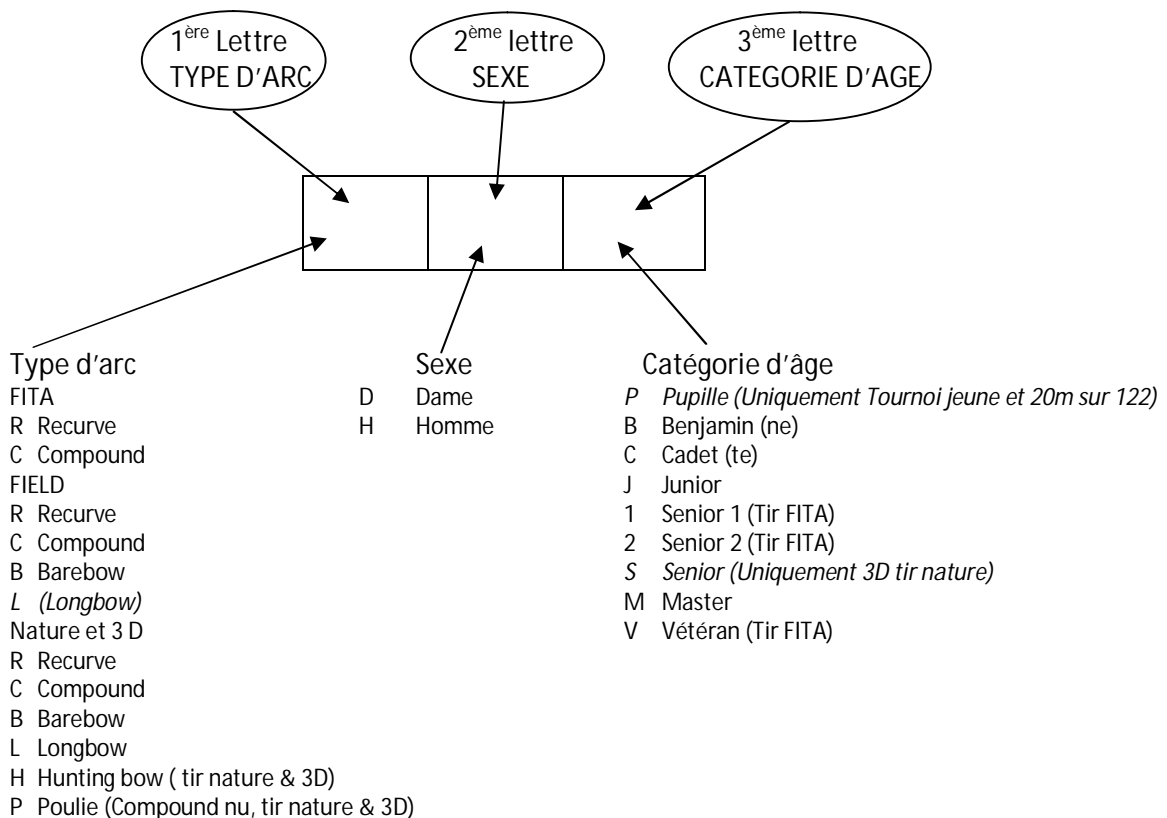 1ère Lettre
TYPE D'ARC
2ème lettre
SEXE
3ème lettre
CATEGORIE D'AGE
Type d'arc
FITA
R Recurve
C Compound
FIELD
R Recurve
C Compound
B Barebow
L (Longbow)
Nature et 3 D
R Recurve
C Compound
B Barebow
L Longbow
H Hunting bow ( tir nature & 3D)
P Poulie (Compound nu, tir nature & 3D)
Sexe
D Dame
H Homme
Catégorie d'âge
P Pupille (Uniquement Tournoi jeune et 20m sur 122)
B Benjamin (ne)
C Cadet (te)
J Junior
1 Senior 1 (Tir FITA)
2 Senior 2 (Tir FITA)
S Senior (Uniquement 3D tir nature)
M Master
V Vétéran (Tir FITA)